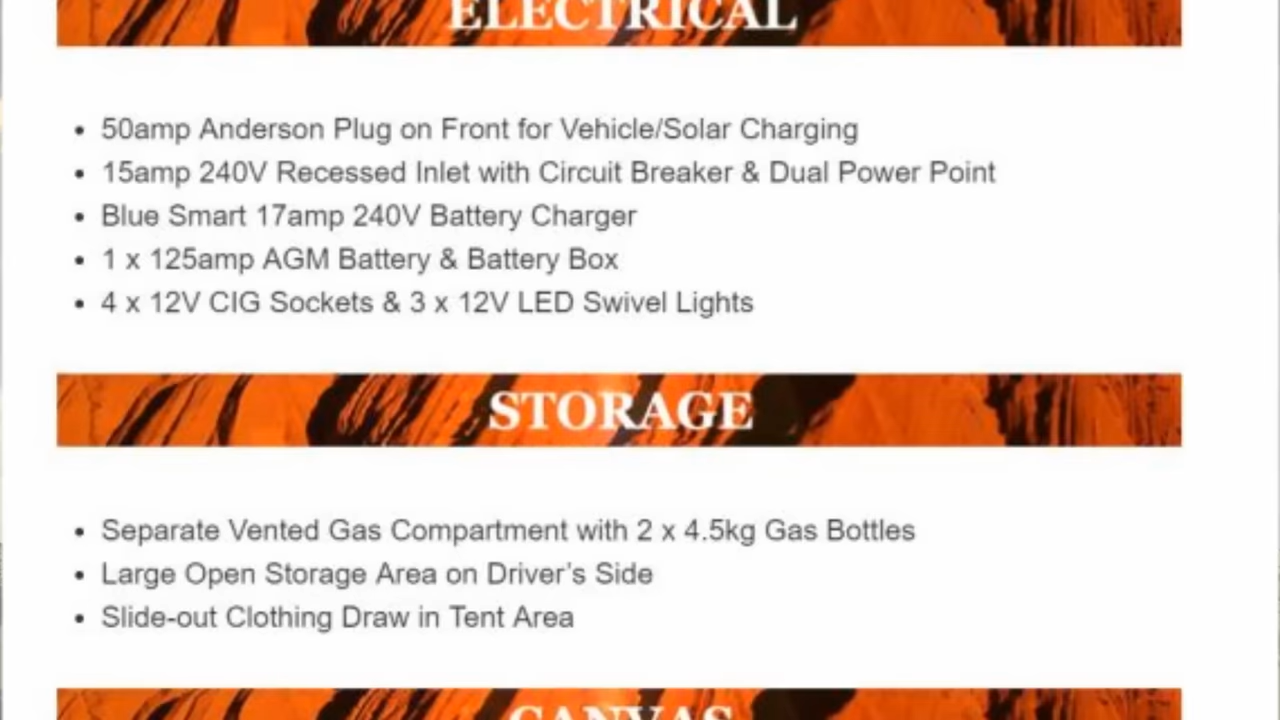 ELECTRICAL
50amp Anderson Plug on Front for Vehicle/Solar Charging
15amp 240V Recessed Inlet with Circuit Breaker & Dual Power Point
Blue Smart 17amp 240V Battery Charger
1 x 125amp AGM Battery & Battery Box
4 x 12V CIG Sockets & 3 x 12V LED Swivel Lights
STORAGE
Separate Vented Gas Compartment with 2 x 4.5kg Gas Bottles
Large Open Storage Area on Driver’s Side
Slide-out Clothing Draw in Tent Area
CANVAS